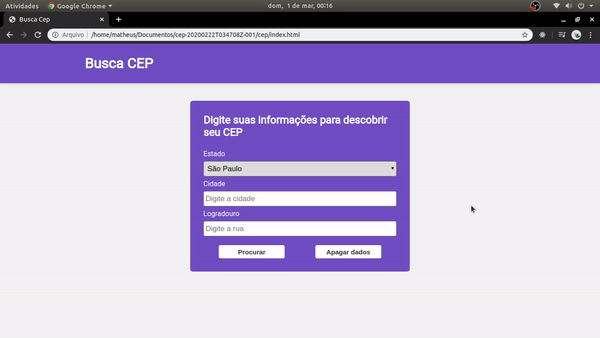 Atividades Google Chrome dom, 1 de mar, 00:16
Busca Cep
Arquivo /home/matheus/Documentos/cep-20200222T034708Z-001/cep/index.html
Busca CEP
Digite suas informações para descobrir
seu CEP
Estado
São Paulo
Cidade
Digite a cidade
Logradouro
Digite a rua
Procurar Apagar dados